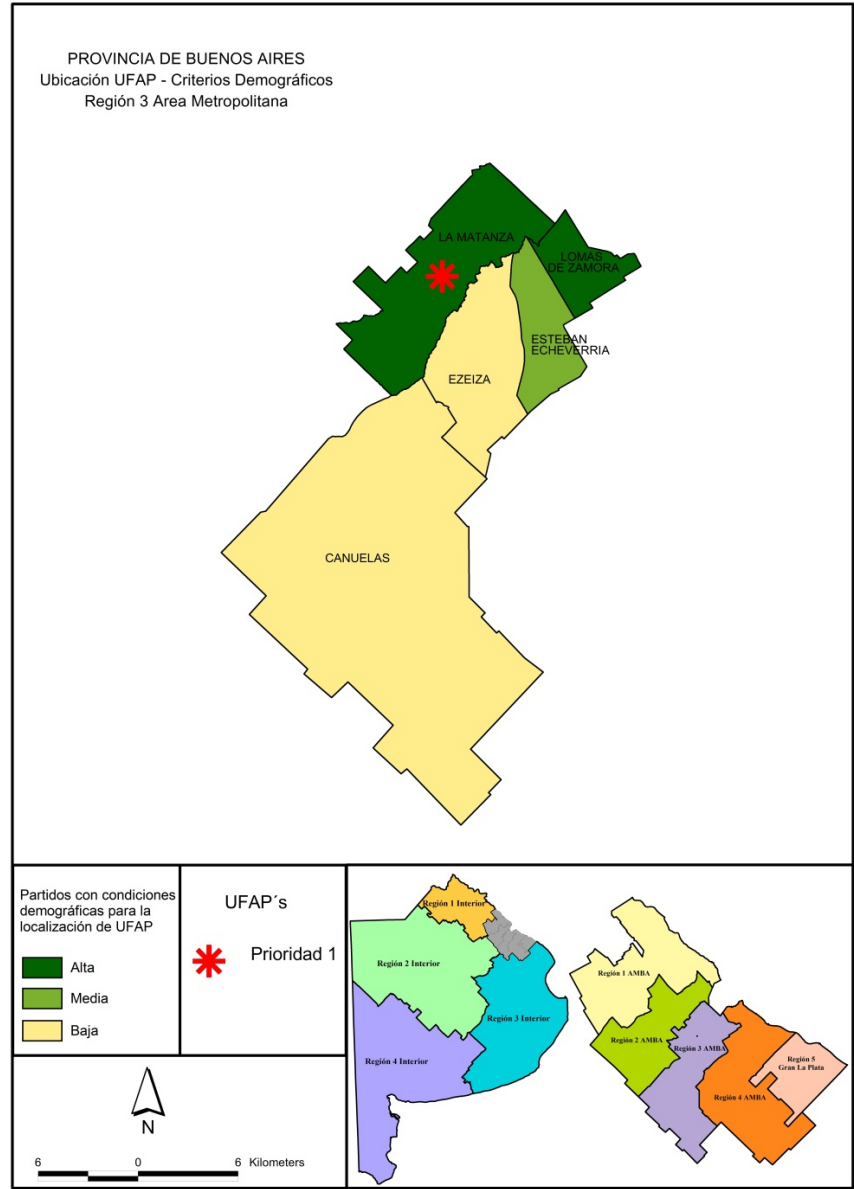 PROVINCIA DE BUENOS AIRES
Ubicación UFAP - Criterios Demográficos
Región 3 Area Metropolitana
LA MATANZA
LOMAS
DE ZAMORA
ESTEBAN
ECHEVERRIA
EZEIZA
CANUELAS
Partidos con condiciones
demográficas para la
localización de UFAP
Alta
Media
Baja
UFAP´s
Prioridad 1
N
6 0 6 Kilometers
Región 1 Interior
Región 2 Interior
Región 3 Interior
Región 4 Interior
Región 1 AMBA
Región 2 AMBA
Región 3 AMBA
Región 4 AMBA
Región 5
Gran La Plata